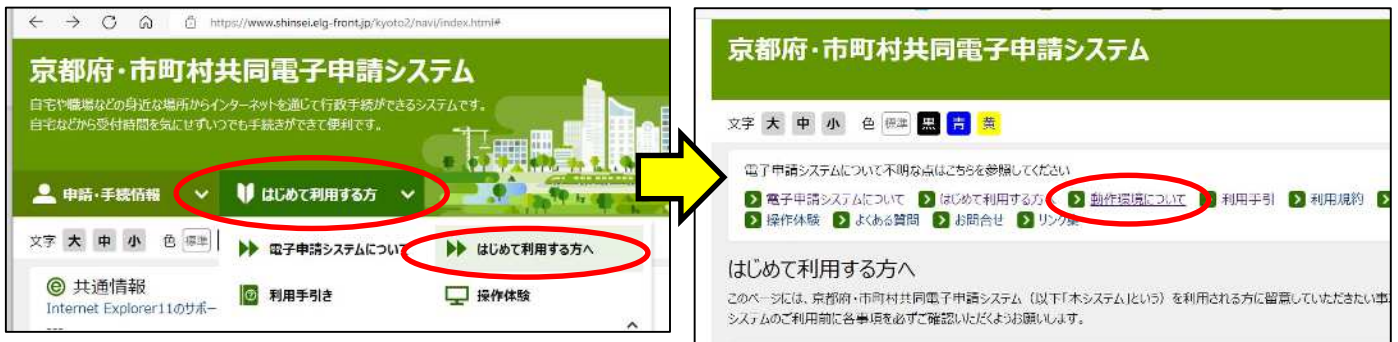 https://www.shinsei.elg-front.jp/kyoto2/navi/index.html#
京都府・市町村共同電子申請システム
自宅や職場などの身近な場所からインターネットを通じて行政手続ができるシステムです。
自宅などから受付時間を気にせずいつでも手続きができて便利です。
申請・手続情報
はじめて利用する方
文字 大 中 小 色 標準
電子申請システムについて
はじめて利用する方へ
共通情報
Internet Explorer11のサポー
---
利用手引き
操作体験
京都府・市町村共同電子申請システム
文字 大 中 小 色 標準 黒 青 黄
電子申請システムについて不明な点はこちらを参照してください
電子申請システムについて はじめて利用する方へ 動作環境について 利用手引 利用規約
操作体験 よくある質問 お問合せ リンク集
はじめて利用する方へ
このページには、京都府・市町村共同電子申請システム（以下「本システム」という）を利用される方に留意していただきたい事
システムのご利用前に各事項を必ずご確認いただくようお願いします。